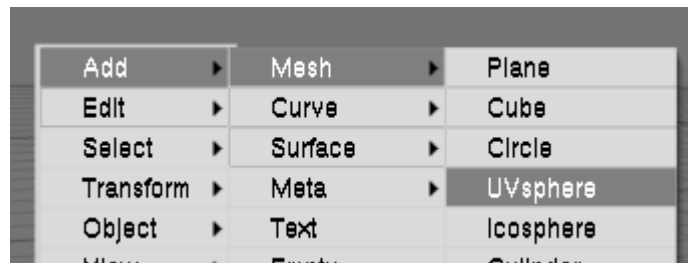 Add Mesh Plane
Edit Curve Cube
Select Surface Circle
Transform Meta UVsphere
Object Text Icosphere